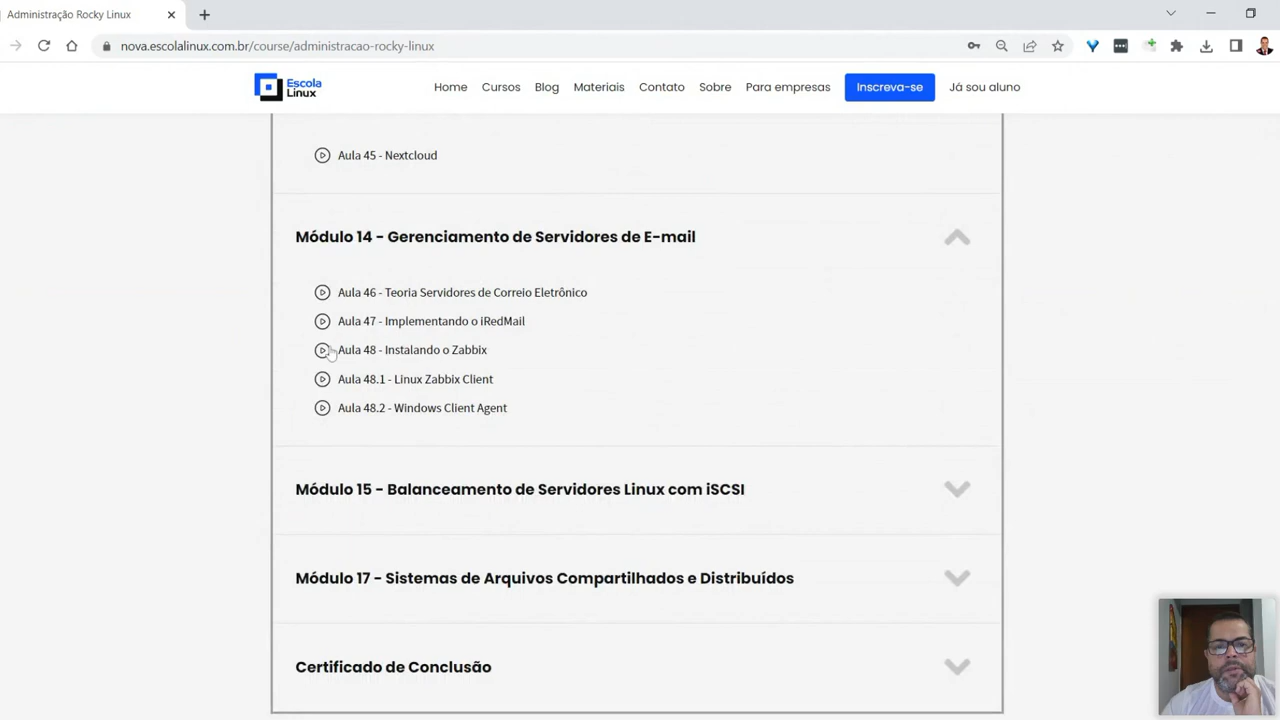 Administração Rocky Linux
nova.escolalinux.com.br/course/administracao-rocky-linux
Escola
Linux
Home Cursos Blog Materiais Contato Sobre Para empresas Inscreva-se Já sou aluno
Aula 45 - Nextcloud
Módulo 14 - Gerenciamento de Servidores de E-mail
Aula 46 - Teoria Servidores de Correio Eletrônico
Aula 47 - Implementando o iRedMail
Aula 48 - Instalando o Zabbix
Aula 48.1 - Linux Zabbix Client
Aula 48.2 - Windows Client Agent
Módulo 15 - Balanceamento de Servidores Linux com iSCSI
Módulo 17 - Sistemas de Arquivos Compartilhados e Distribuídos
Certificado de Conclusão